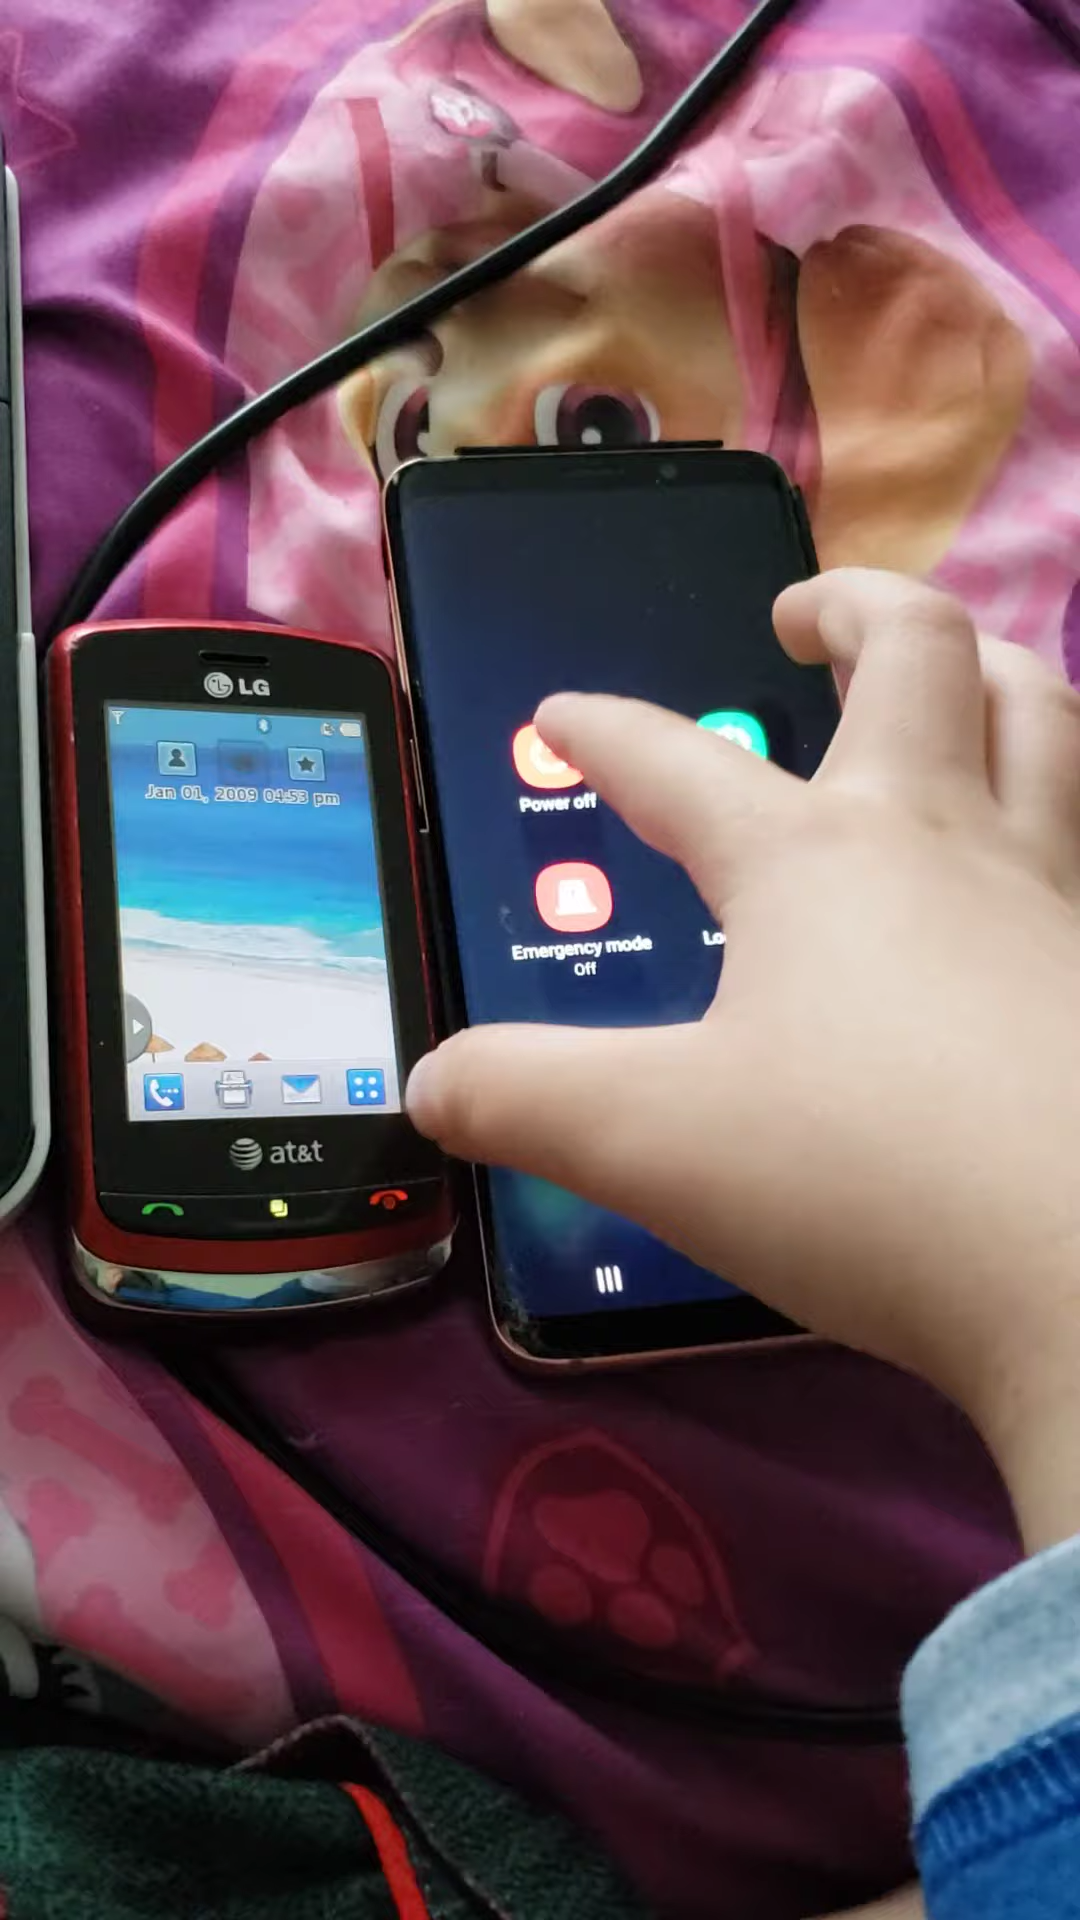 LG
Jan 01, 2009 04:53 pm
at&t
Power off
Emergency mode
Off